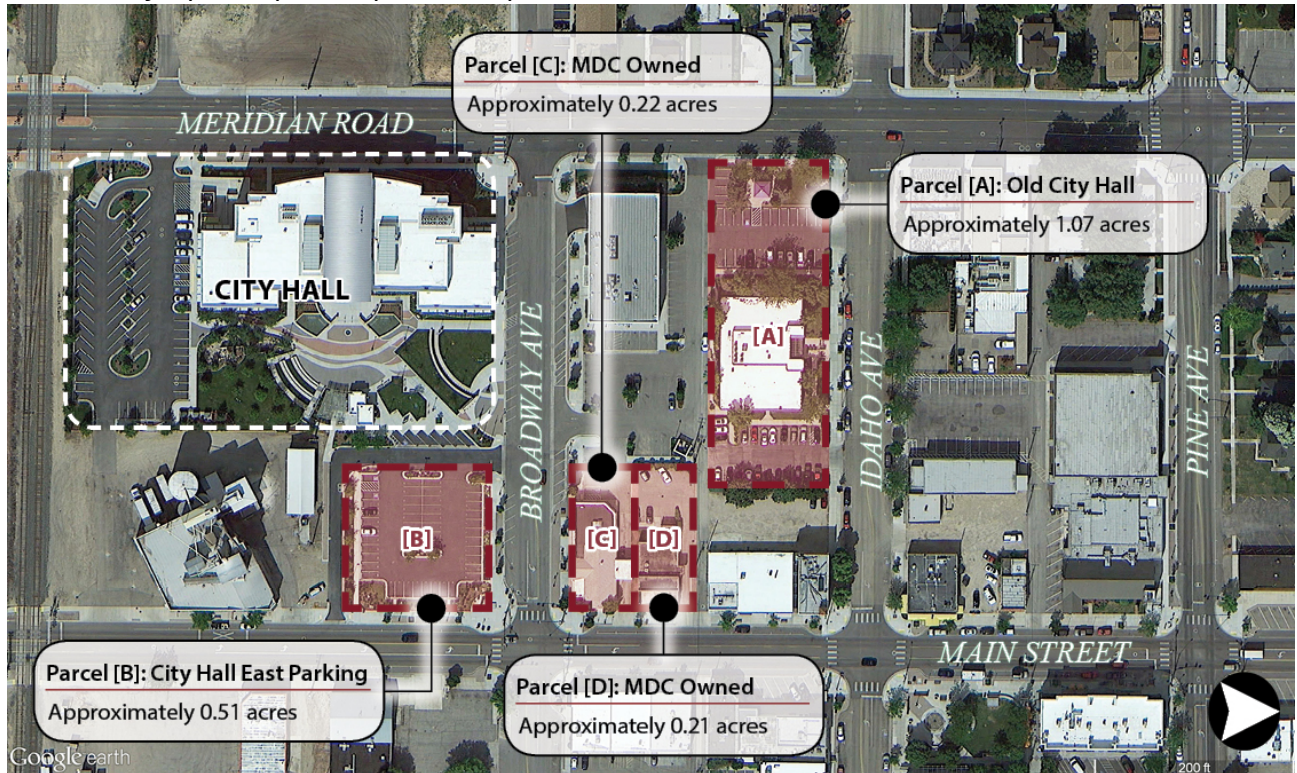 Parcel [C]: MDC Owned
Approximately 0.22 acres
MERIDIAN ROAD
Parcel [A]: Old City Hall
Approximately 1.07 acres
CITY HALL
[A]
BROADWAY AVE
IDAHO AVE
PINE AVE
[B]
[C]
[D]
MAIN STREET
Parcel [B]: City Hall East Parking
Approximately 0.51 acres
Parcel [D]: MDC Owned
Approximately 0.21 acres
Google earth
200 ft